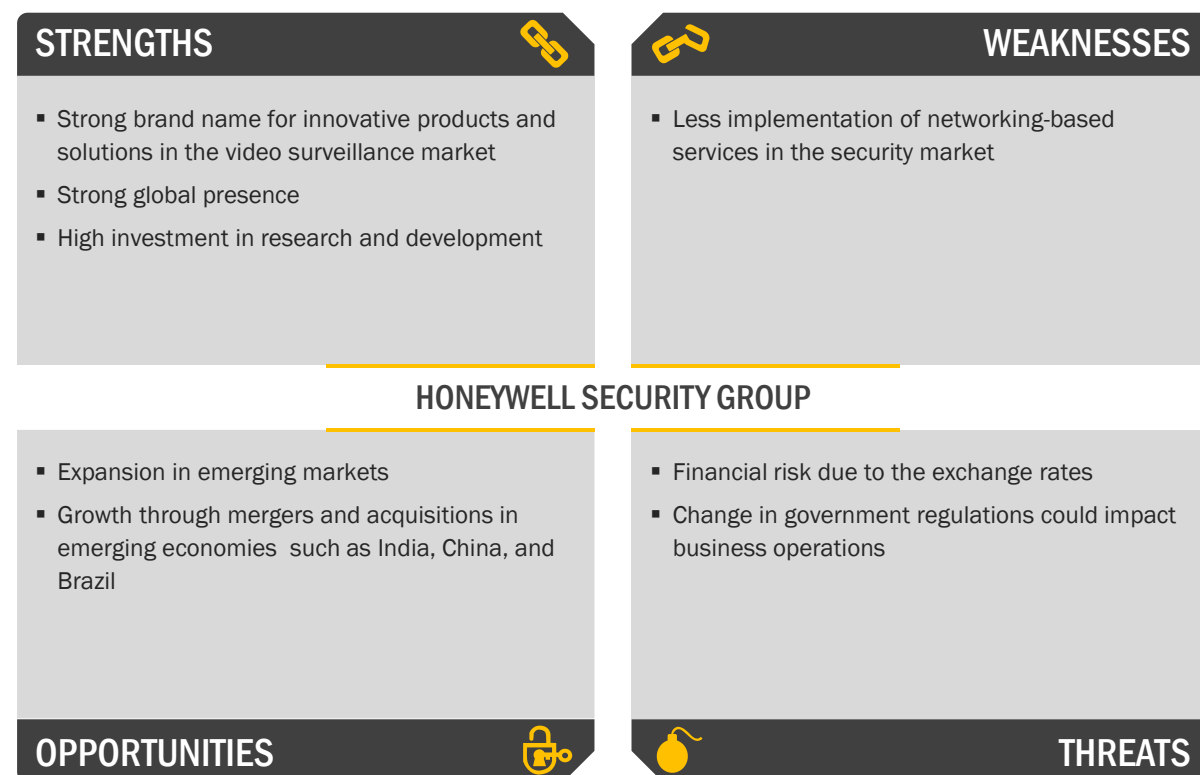 STRENGTHS
▪ Strong brand name for innovative products and
solutions in the video surveillance market
▪ Strong global presence
▪ High investment in research and development
WEAKNESSES
▪ Less implementation of networking-based
services in the security market
HONEYWELL SECURITY GROUP
▪ Expansion in emerging markets
▪ Growth through mergers and acquisitions in
emerging economies  such as India, China, and
Brazil
OPPORTUNITIES
▪ Financial risk due to the exchange rates
▪ Change in government regulations could impact
business operations
THREATS